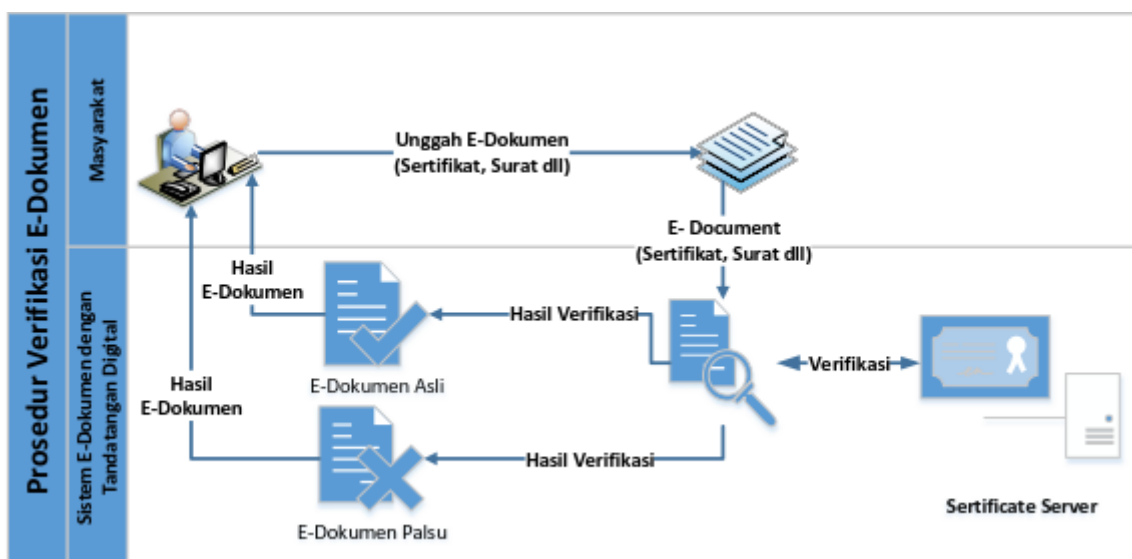 Prosedur Verifikasi E-Dokumen
Masyarakat
Unggah E-Dokumen
(Sertifikat, Surat dll)
E- Document
(Sertifikat, Surat dll)
Sistem E-Dokumen dengan
Tandatangan Digital
Hasil
E-Dokumen
Hasil Verifikasi
Verifikasi
E-Dokumen Asli
Hasil
E-Dokumen
Hasil Verifikasi
E-Dokumen Palsu
Sertificate Server